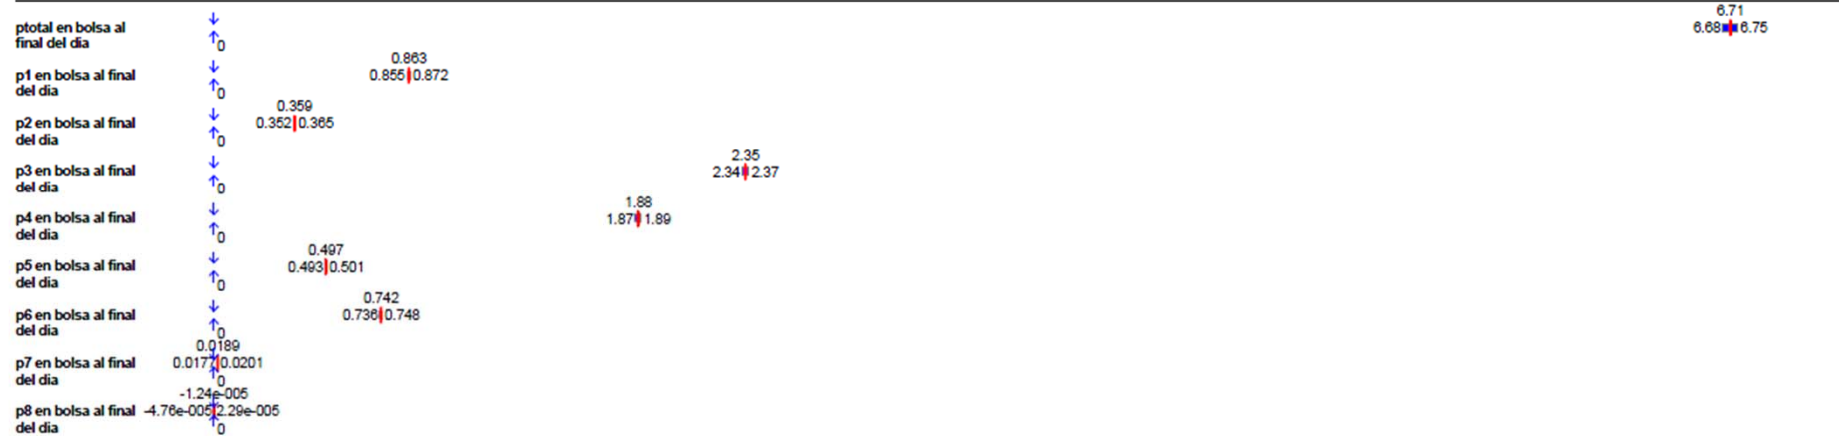 6.71
ptotal en bolsa al 6.68 6.75
final del dia 0
0.863
p1 en bolsa al final 0.855 0.872
del dia 0
0.359
p2 en bolsa al final 0.352 0.365
del dia 0
2.35
p3 en bolsa al final 2.34 2.37
del dia 0
1.88
p4 en bolsa al final 1.87 1.89
del dia 0
0.497
p5 en bolsa al final 0.493 0.501
del dia 0
0.742
p6 en bolsa al final 0.736 0.748
del dia 0
0.0189
p7 en bolsa al final 0.0177 0.0201
del dia 0
-1.24e-005
p8 en bolsa al final -4.76e-005 2.29e-005
del dia 0